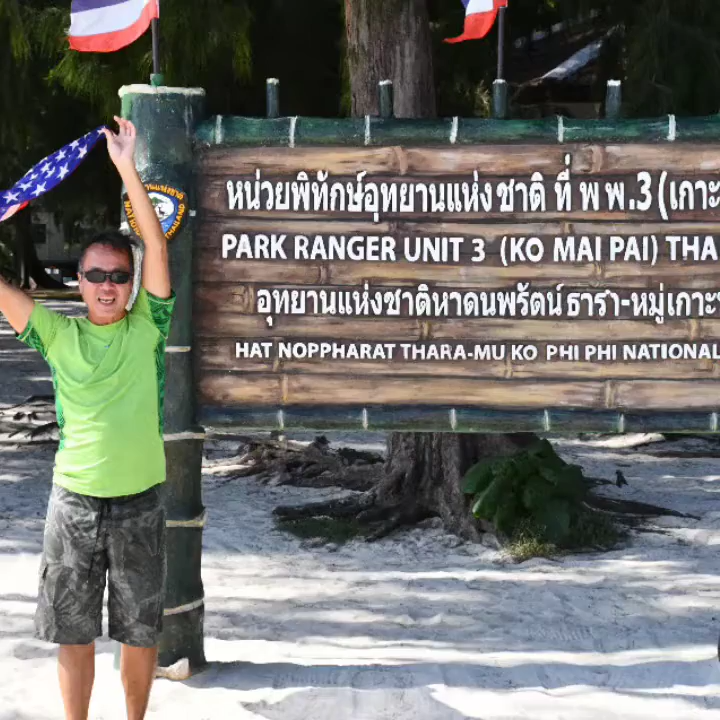 หน่วยพิทักษ์อุทยานแห่งชาติ ที่ พ พ.3 (เกาะ
PARK RANGER UNIT 3 (KO MAI PAI) THA
อุทยานแห่งชาติหาดนพรัตน์ธารา-หมู่เกาะ
HAT NOPPHARAT THARA-MU KO PHI PHI NATIONAL